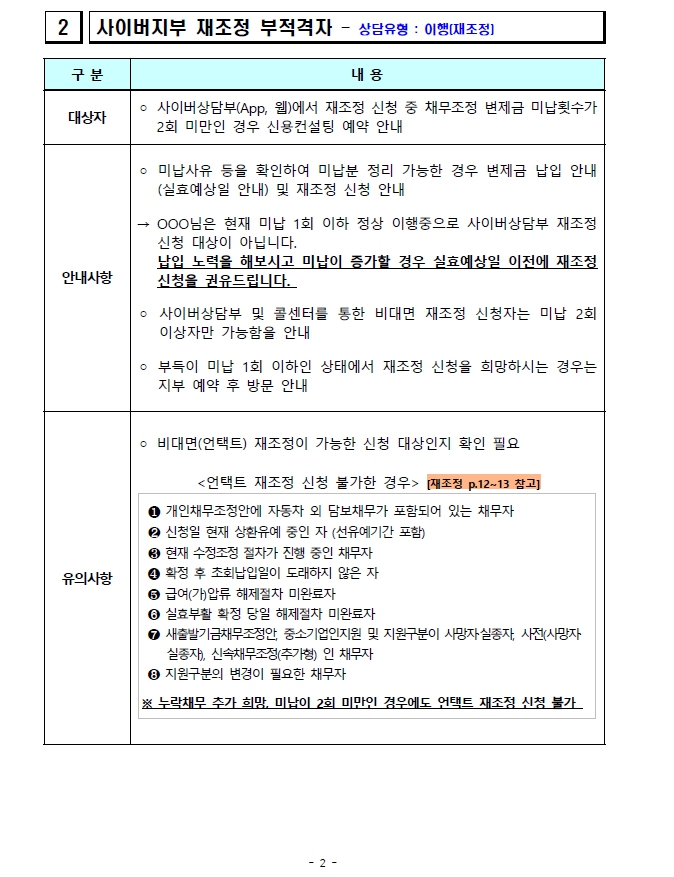 2 사이버지부 재조정 부적격자 - 상담유형 : 이행[재조정]
구 분 내 용
대상자
○ 사이버상담부(App, 웹)에서 재조정 신청 중 채무조정 변제금 미납횟수가
2회 미만인 경우 신용컨설팅 예약 안내
안내사항
○ 미납사유 등을 확인하여 미납분 정리 가능한 경우 변제금 납입 안내
(실효예상일 안내) 및 재조정 신청 안내
→ OOO님은 현재 미납 1회 이하 정상 이행중으로 사이버상담부 재조정
신청 대상이 아닙니다.
납입 노력을 해보시고 미납이 증가할 경우 실효예상일 이전에 재조정
신청을 권유드립니다.
○ 사이버상담부 및 콜센터를 통한 비대면 재조정 신청자는 미납 2회
이상자만 가능함을 안내
○ 부득이 미납 1회 이하인 상태에서 재조정 신청을 희망하시는 경우는
지부 예약 후 방문 안내
유의사항
○ 비대면(언택트) 재조정이 가능한 신청 대상인지 확인 필요
<언택트 재조정 신청 불가한 경우> [재조정 p.12~13 참고]
❶ 개인채무조정안에 자동차 외 담보채무가 포함되어 있는 채무자
❷ 신청일 현재 상환유예 중인 자 (선유예기간 포함)
❸ 현재 수정조정 절차가 진행 중인 채무자
❹ 확정 후 초회납입일이 도래하지 않은 자
❺ 급여(가)압류 해제절차 미완료자
❻ 실효부활 확정 당일 해제절차 미완료자
❼ 새출발기금채무조정안, 중소기업인지원 및 지원구분이 사망자·실종자, 사전(사망자·
실종자), 신속채무조정(추가형) 인 채무자
❽ 지원구분의 변경이 필요한 채무자
※ 누락채무 추가 희망, 미납이 2회 미만인 경우에도 언택트 재조정 신청 불가
- 2 -